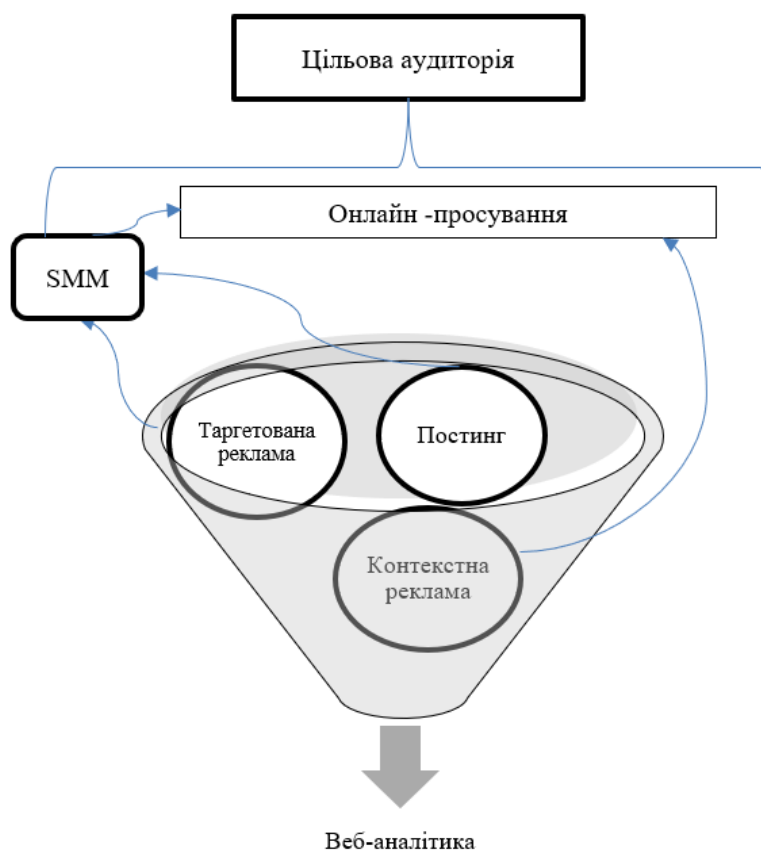 Цільова аудиторія
Онлайн -просування
SMM
Таргетована
реклама
Постинг
Контекстна
реклама
Веб-аналітика